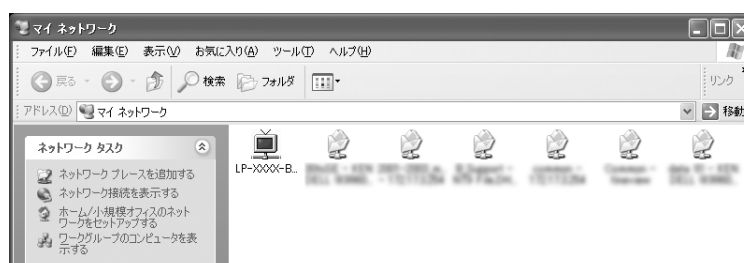 マイ ネットワーク
ファイル(F) 編集(E) 表示(V) お気に入り(A) ツール(T) ヘルプ(H)
戻る 検索 フォルダ リンク
アドレス(D) マイ ネットワーク 移動
ネットワーク タスク
ネットワーク プレースを追加する
ネットワーク接続を表示する
ホーム/小規模オフィスのネット
ワークをセットアップする
ワークグループのコンピュータを表
示する
LP-XXXX-B...